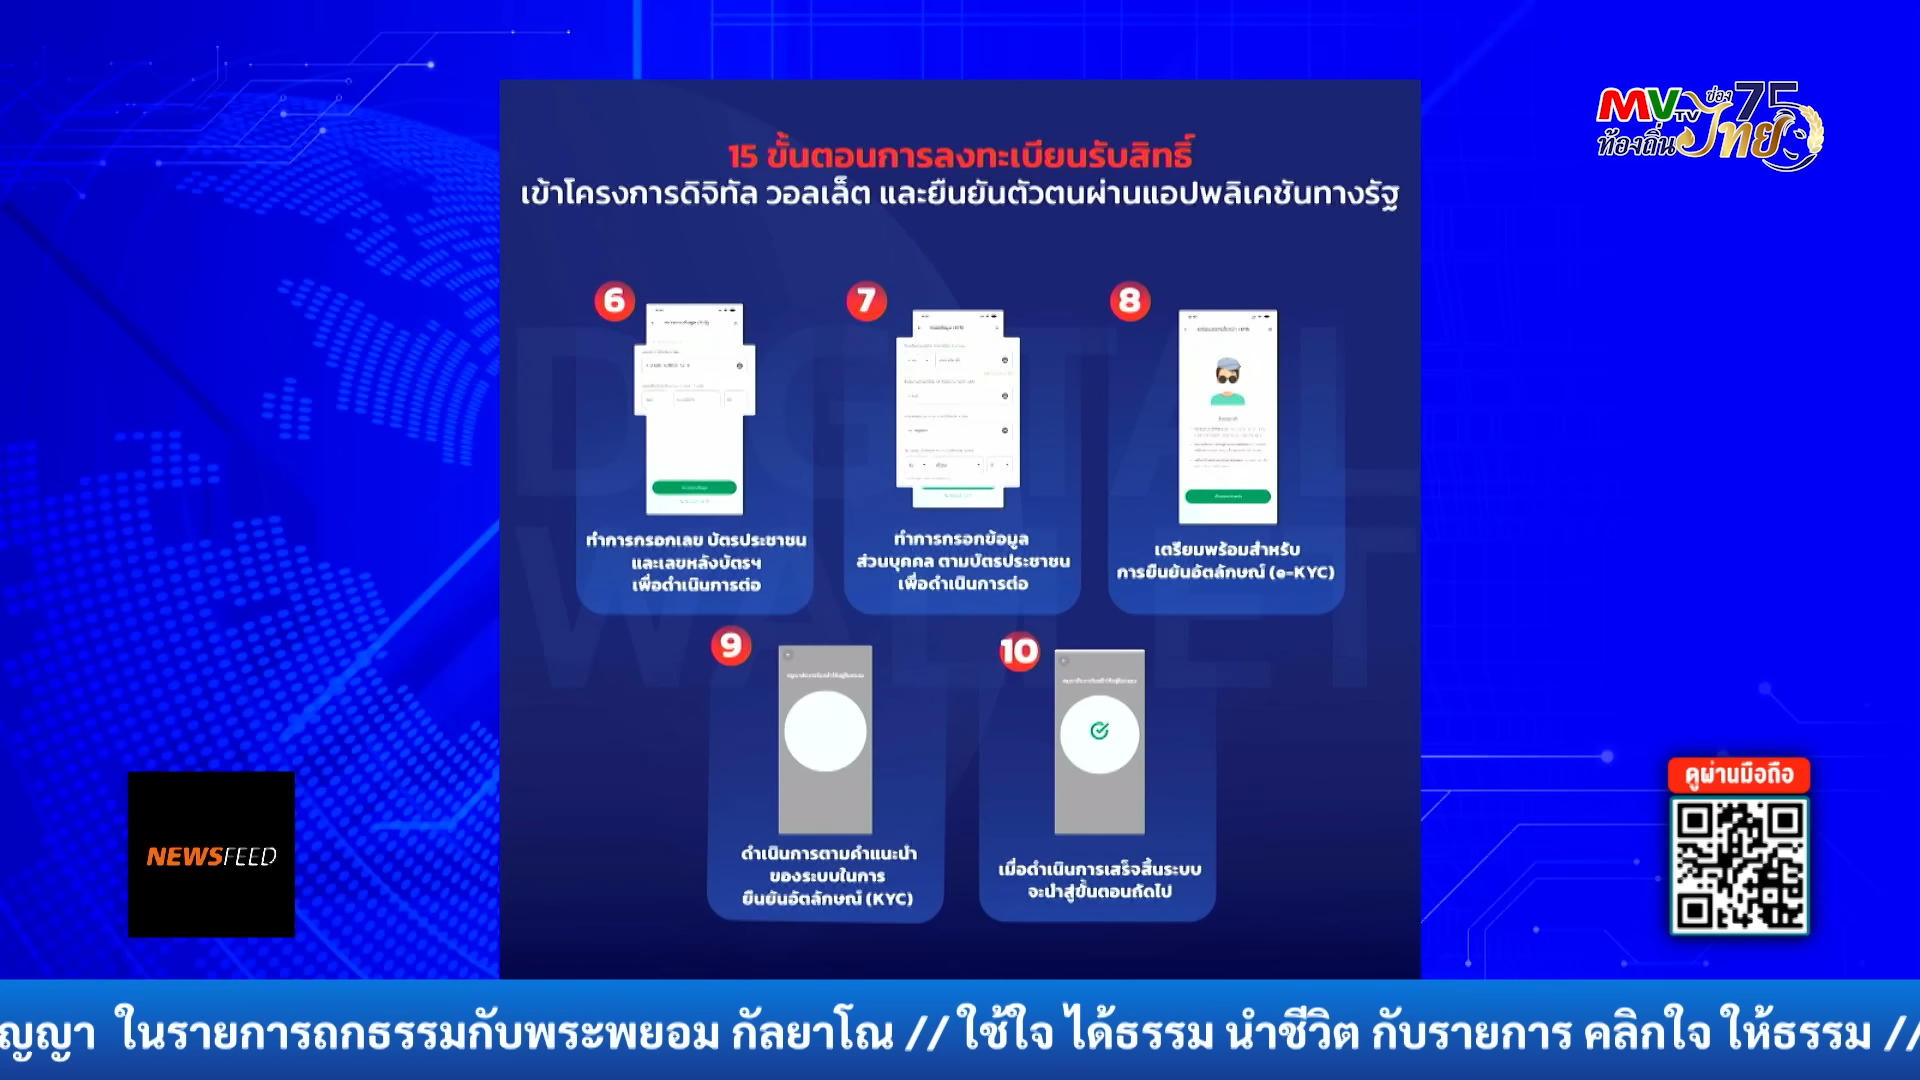 MVTV ช่อง 75
ท้องถิ่นไทย
15 ขั้นตอนการลงทะเบียนรับสิทธิ์
เข้าโครงการดิจิทัล วอลเล็ต และยืนยันตัวตนผ่านแอปพลิเคชันทางรัฐ
DIGITAL
WALLET
6
ทำการกรอกเลข บัตรประชาชน
และเลขหลังบัตรฯ
เพื่อดำเนินการต่อ
7
ทำการกรอกข้อมูล
ส่วนบุคคล ตามบัตรประชาชน
เพื่อดำเนินการต่อ
8
เตรียมพร้อมสำหรับ
การยืนยันอัตลักษณ์ (e-KYC)
9
ดำเนินการตามคำแนะนำ
ของระบบในการ
ยืนยันอัตลักษณ์ (KYC)
10
เมื่อดำเนินการเสร็จสิ้นระบบ
จะนำสู่ขั้นตอนถัดไป
ดูผ่านมือถือ
NEWSFEED
ญญา ในรายการถกธรรมกับพระพยอม กัลยาโณ // ใช้ใจ ได้ธรรม นำชีวิต กับรายการ คลิกใจ ให้ธรรม //